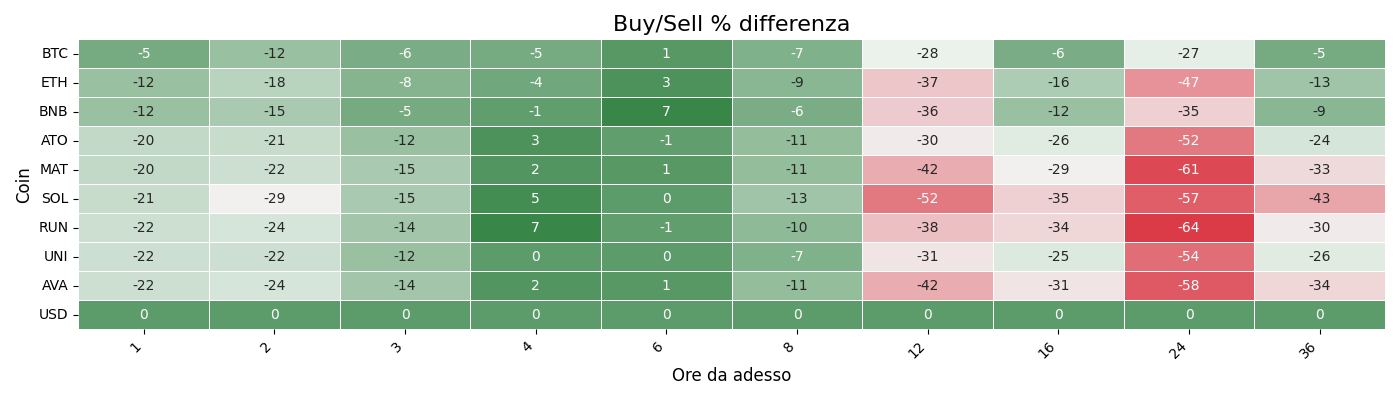 Buy/Sell % differenza
Coin
BTC -5 -12 -6 -5 1 -7 -28 -6 -27 -5
ETH -12 -18 -8 -4 3 -9 -37 -16 -47 -13
BNB -12 -15 -5 -1 7 -6 -36 -12 -35 -9
ATO -20 -21 -12 3 -1 -11 -30 -26 -52 -24
MAT -20 -22 -15 2 1 -11 -42 -29 -61 -33
SOL -21 -29 -15 5 0 -13 -52 -35 -57 -43
RUN -22 -24 -14 7 -1 -10 -38 -34 -64 -30
UNI -22 -22 -12 0 0 -7 -31 -25 -54 -26
AVA -22 -24 -14 2 1 -11 -42 -31 -58 -34
USD 0 0 0 0 0 0 0 0 0 0
1 2 3 4 6 8 12 16 24 36
Ore da adesso